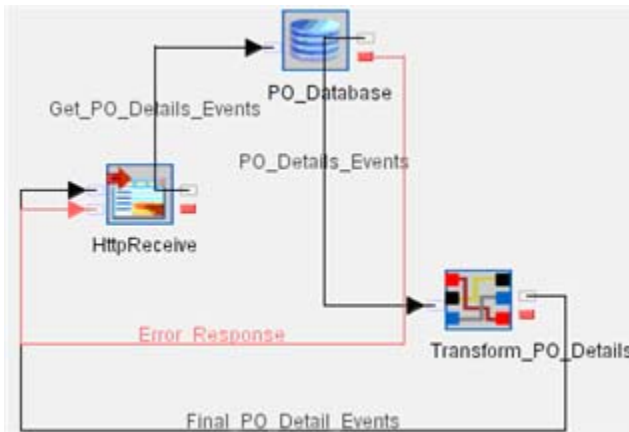 PO_Database
Get_PO_Details_Events
PO_Details_Events
HttpReceive
Error_Response
Transform_PO_Details
Final_PO_Detail_Events